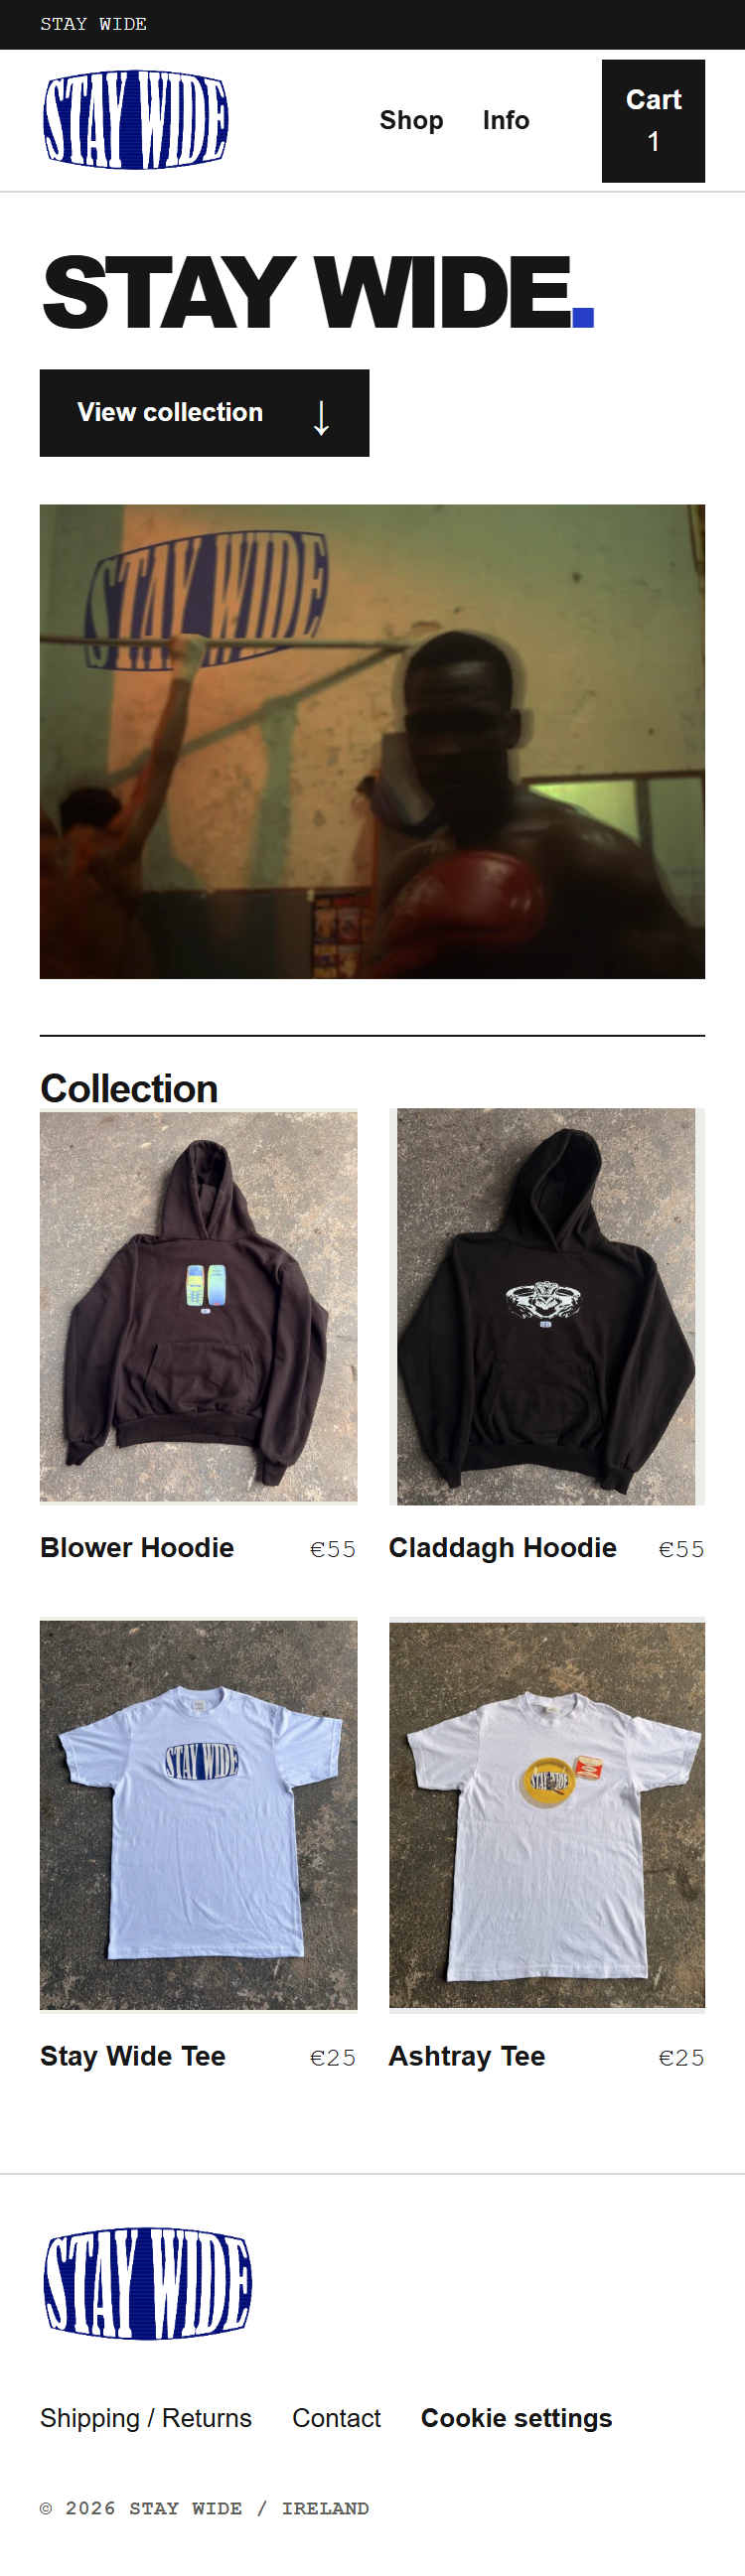 STAY WIDE
STAY WIDE
Shop Info
Cart
1
STAY WIDE.
View collection ↓
STAY WIDE
Collection
Blower Hoodie €55
Claddagh Hoodie €55
STAY WIDE
STAY WIDE
Stay Wide Tee €25
Ashtray Tee €25
STAY WIDE
Shipping / Returns Contact Cookie settings
© 2026 STAY WIDE / IRELAND